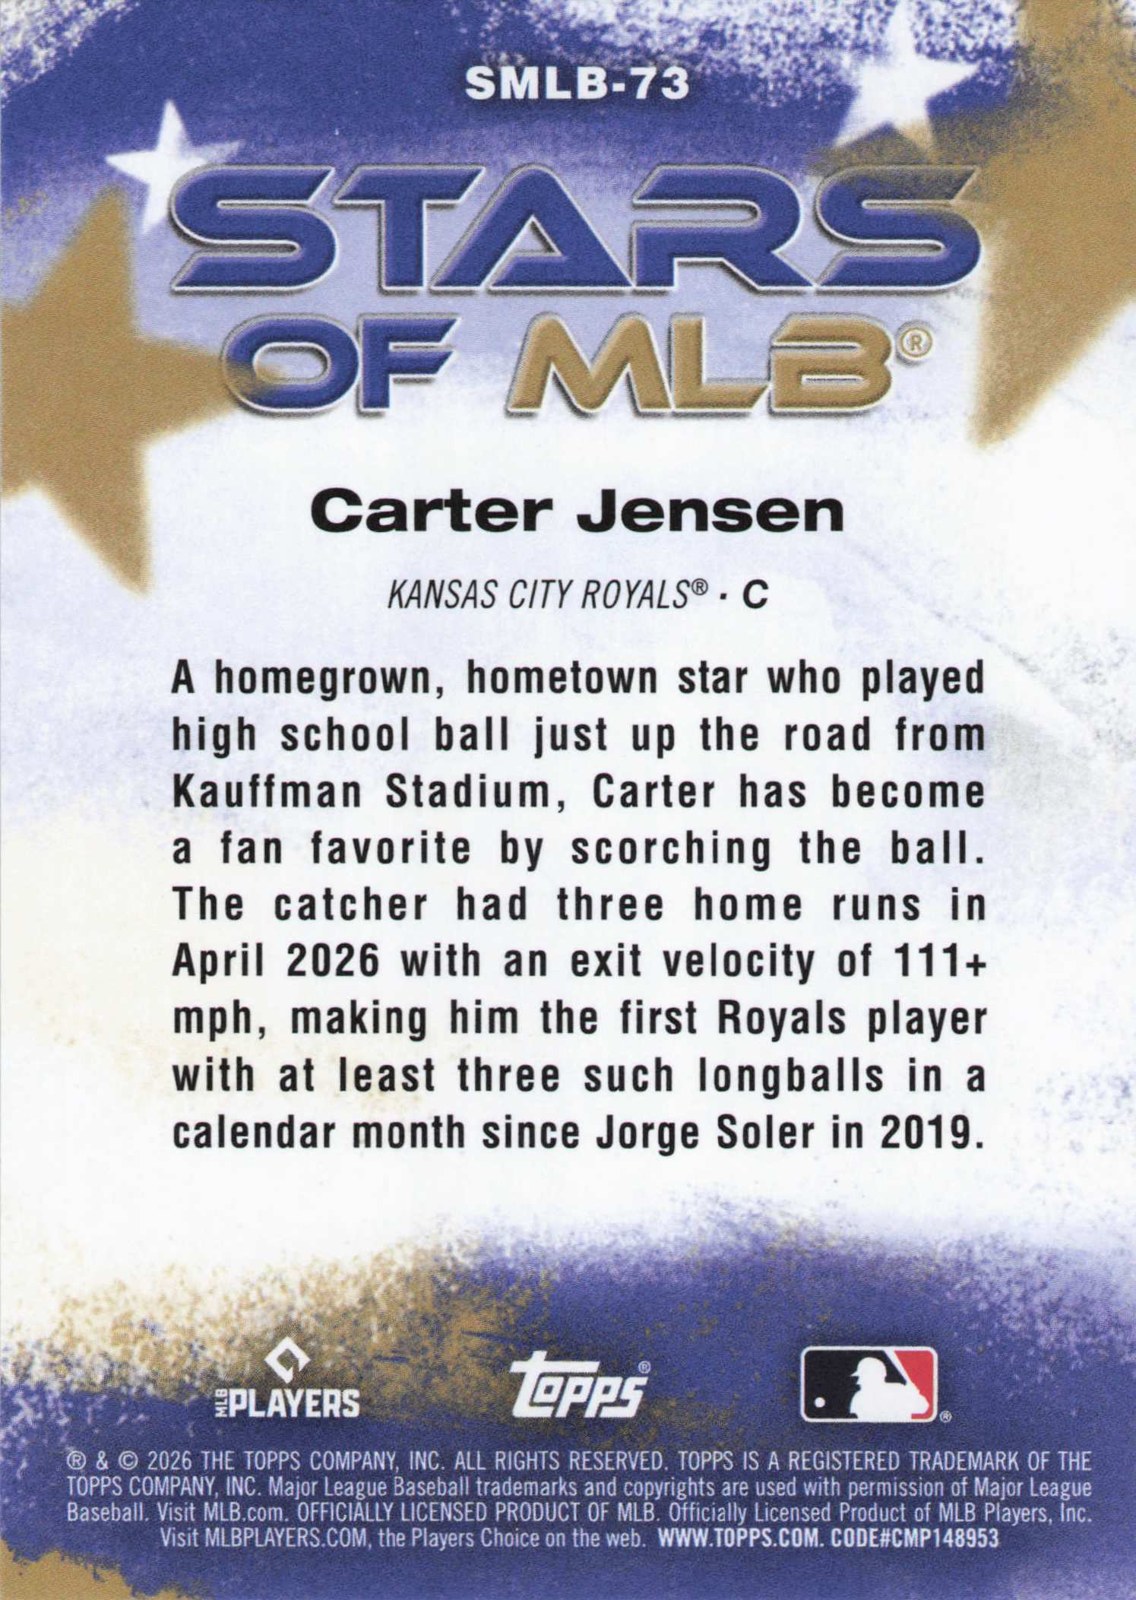 SMLB-73
STARS
OF MLB®
Carter Jensen
KANSAS CITY ROYALS® · C
A homegrown, hometown star who played
high school ball just up the road from
Kauffman Stadium, Carter has become
a fan favorite by scorching the ball.
The catcher had three home runs in
April 2026 with an exit velocity of 111+
mph, making him the first Royals player
with at least three such longballs in a
calendar month since Jorge Soler in 2019.
MLB PLAYERS
Topps®
®
® & © 2026 THE TOPPS COMPANY, INC. ALL RIGHTS RESERVED. TOPPS IS A REGISTERED TRADEMARK OF THE
TOPPS COMPANY, INC. Major League Baseball trademarks and copyrights are used with permission of Major League
Baseball. Visit MLB.com. OFFICIALLY LICENSED PRODUCT OF MLB. Officially Licensed Product of MLB Players, Inc.
Visit MLBPLAYERS.COM, the Players Choice on the web. WWW.TOPPS.COM. CODE#CMP148953